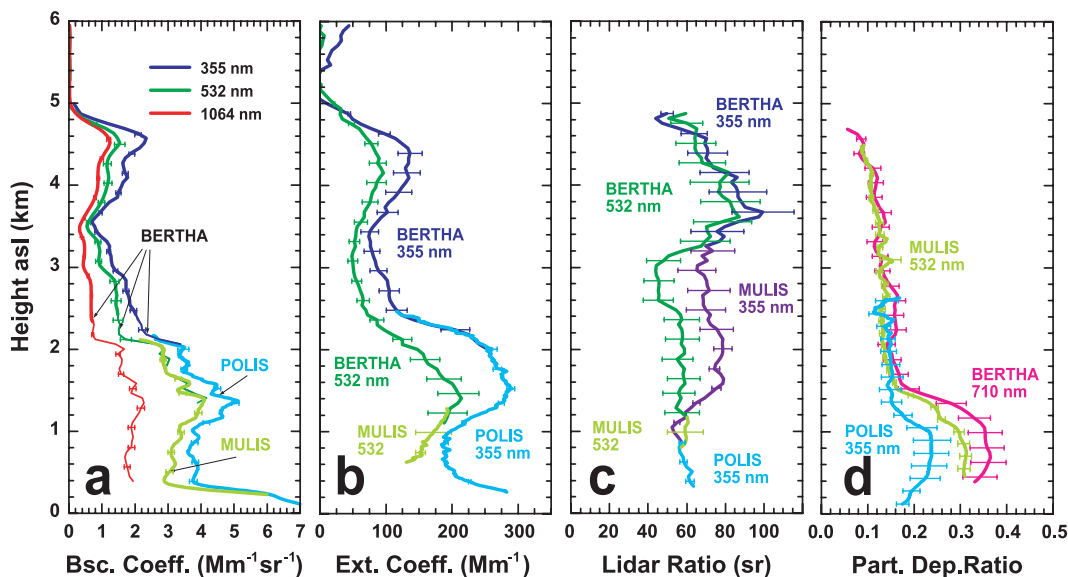 6
5
4
3
2
1
0
Height asl (km)
355 nm
532 nm
1064 nm
BERTHA
POLIS
MULIS
a
0 1 2 3 4 5 6 7
Bsc. Coeff. (Mm⁻¹sr⁻¹)
BERTHA
355 nm
BERTHA
532 nm
MULIS
532
POLIS
355 nm
b
0 100 200 300
Ext. Coeff. (Mm⁻¹)
BERTHA
355 nm
BERTHA
532 nm
MULIS
355 nm
MULIS
532
POLIS
355 nm
c
0 20 40 60 80 100
Lidar Ratio (sr)
MULIS
532 nm
BERTHA
710 nm
POLIS
355 nm
d
0.0 0.1 0.2 0.3 0.4 0.5
Part. Dep.Ratio